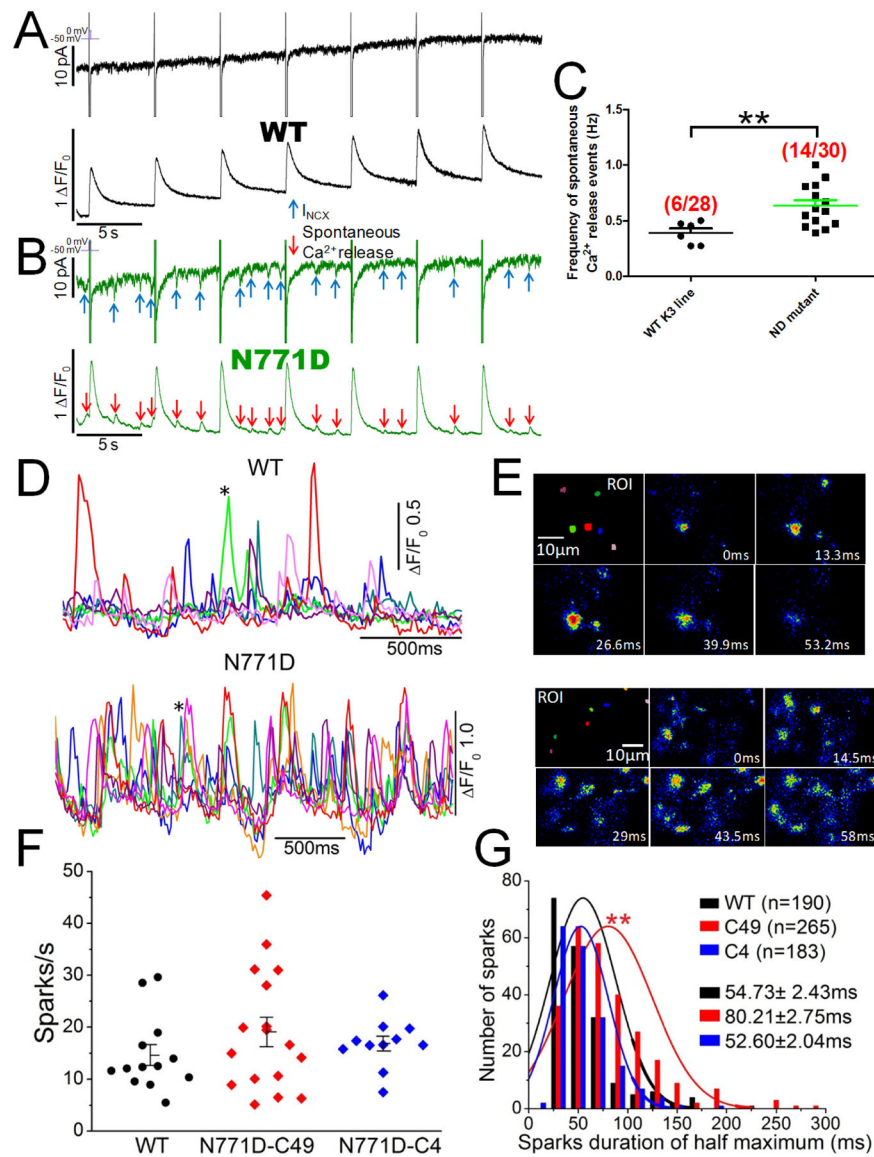 A
0 mV
-50 mV
10 pA
WT
1 ΔF/F0
5 s
INCX
Spontaneous
Ca2+ release
B
0 mV
-50 mV
10 pA
N771D
1 ΔF/F0
5 s
C
Frequency of spontaneous
Ca2+ release events (Hz)
1.5
1.0
0.5
0.0
**
(6/28)
(14/30)
WT K3 line
ND mutant
D
WT
*
ΔF/F0 0.5
500ms
N771D
*
ΔF/F0 1.0
500ms
E
ROI
10μm
0ms
13.3ms
26.6ms
39.9ms
53.2ms
ROI
10μm
0ms
14.5ms
29ms
43.5ms
58ms
F
Sparks/s
50
40
30
20
10
0
WT
N771D-C49
N771D-C4
G
Number of sparks
80
60
40
20
0
**
WT (n=190)
C49 (n=265)
C4 (n=183)
54.73± 2.43ms
80.21±2.75ms
52.60±2.04ms
0 50 100 150 200 250 300
Sparks duration of half maximum (ms)